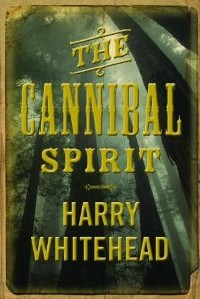 THE
CANNIBAL
SPIRIT
HARRY
WHITEHEAD